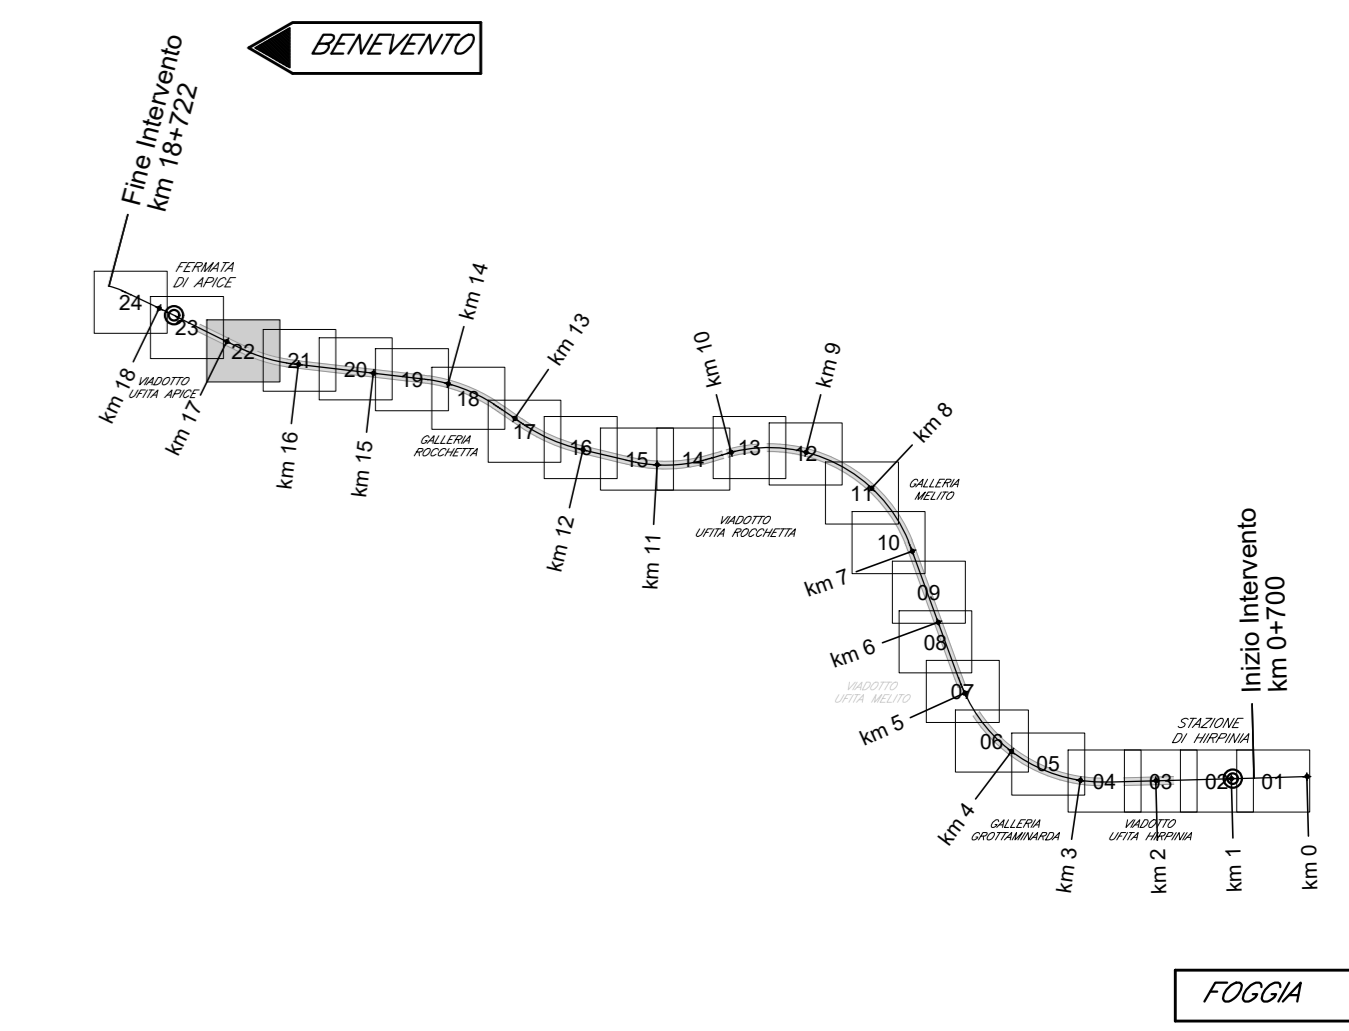 BENEVENTO
Fine Intervento
km 18+722
FERMATA
DI APICE
24
23
22
21
20
19
18
17
16
15
14
13
12
11
10
09
08
07
06
05
04
03
02
01
km 18
VIADOTTO
UFITA APICE
km 17
km 16
km 15
km 14
GALLERIA
ROCCHETTA
km 13
km 12
km 11
km 10
VIADOTTO
UFITA ROCCHETTA
km 9
km 8
GALLERIA
MELITO
km 7
km 6
VIADOTTO
UFITA MELITO
km 5
km 4
GALLERIA
GROTTAMINARDA
km 3
VIADOTTO
UFITA HIRPINIA
km 2
STAZIONE
DI HIRPINIA
km 1
Inizio Intervento
km 0+700
km 0
FOGGIA